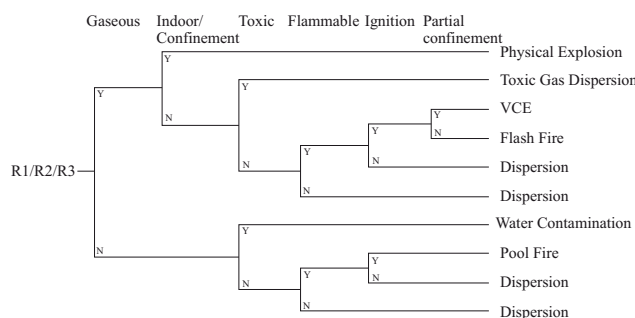 Gaseous Indoor/ Toxic Flammable Ignition Partial
Confinement confinement
Y Physical Explosion
Y Y Toxic Gas Dispersion
N Y VCE
Y
Y N Flash Fire
N N Dispersion
R1/R2/R3
N Dispersion
Y Water Contamination
N Y Pool Fire
Y
N N Dispersion
N Dispersion